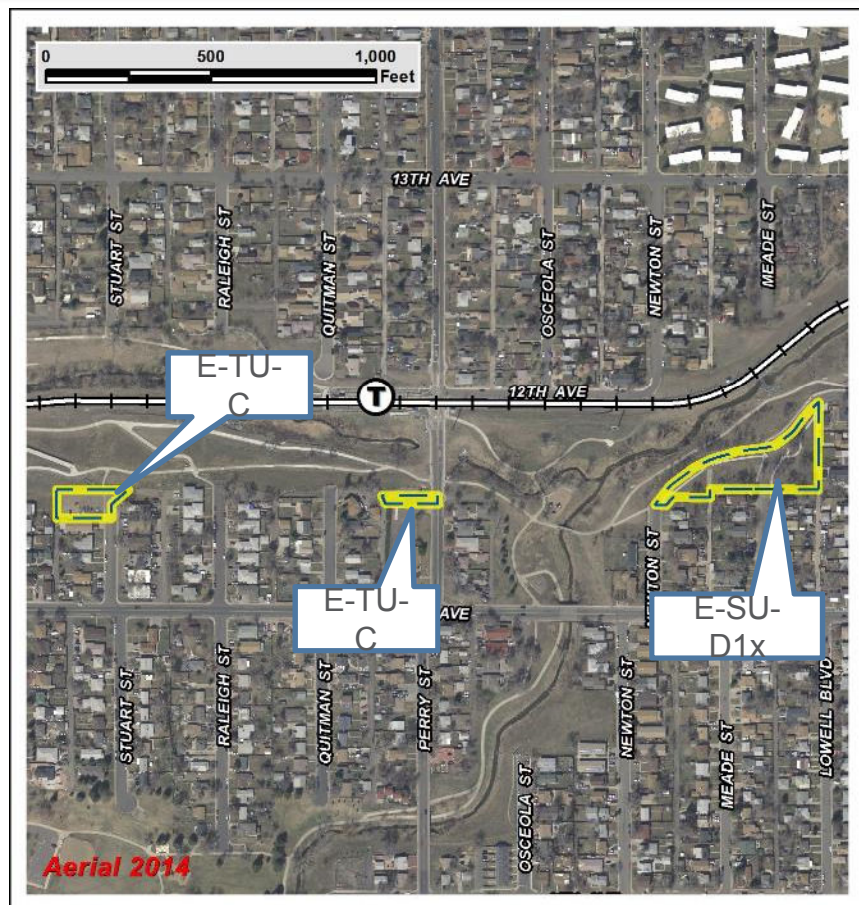 0 500 1,000
Feet
13TH AVE
STUART ST
RALEIGH ST
QUITMAN ST
OSCEOLA ST
NEWTON ST
MEADE ST
E-TU-
C
T
12TH AVE
E-TU-
C
AVE
E-SU-
D1x
STUART ST
RALEIGH ST
QUITMAN ST
PERRY ST
OSCEOLA ST
NEWTON ST
MEADE ST
LOWELL BLVD
Aerial 2014